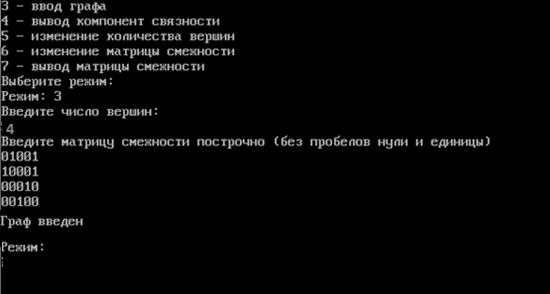 3 - ввод графа
4 - вывод компонент связности
5 - изменение количества вершин
6 - изменение матрицы смежности
7 - вывод матрицы смежности
Выберите режим:
Режим: 3
Введите число вершин:
4
Введите матрицу смежности построчно (без пробелов нули и единицы)
01001
10001
00010
00100
Граф введен
Режим: